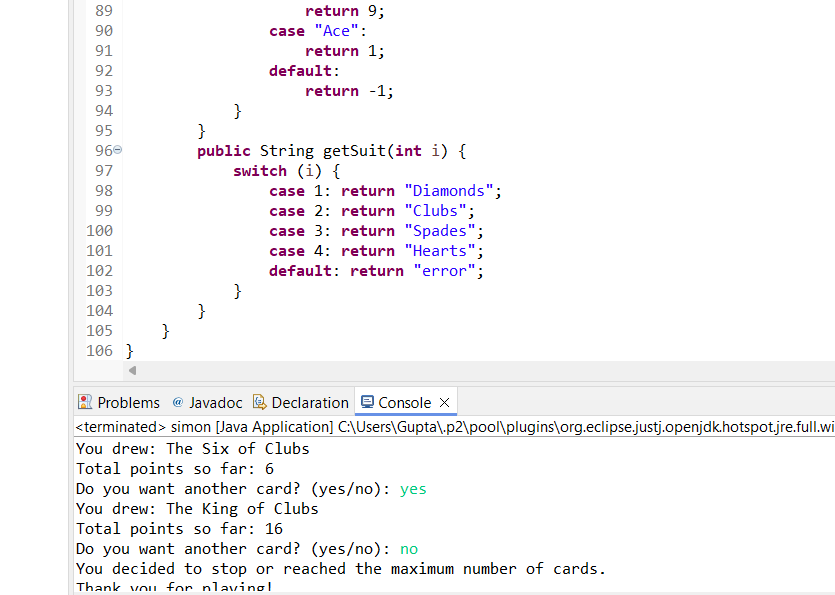 89 return 9;
90 case "Ace":
91 return 1;
92 default:
93 return -1;
94 }
95 }
96 public String getSuit(int i) {
97 switch (i) {
98 case 1: return "Diamonds";
99 case 2: return "Clubs";
100 case 3: return "Spades";
101 case 4: return "Hearts";
102 default: return "error";
103 }
104 }
105 }
106 }
Problems @ Javadoc Declaration Console
<terminated> simon [Java Application] C:\Users\Gupta\.p2\pool\plugins\org.eclipse.justj.openjdk.hotspot.jre.full.wi
You drew: The Six of Clubs
Total points so far: 6
Do you want another card? (yes/no): yes
You drew: The King of Clubs
Total points so far: 16
Do you want another card? (yes/no): no
You decided to stop or reached the maximum number of cards.
Thank you for playing!